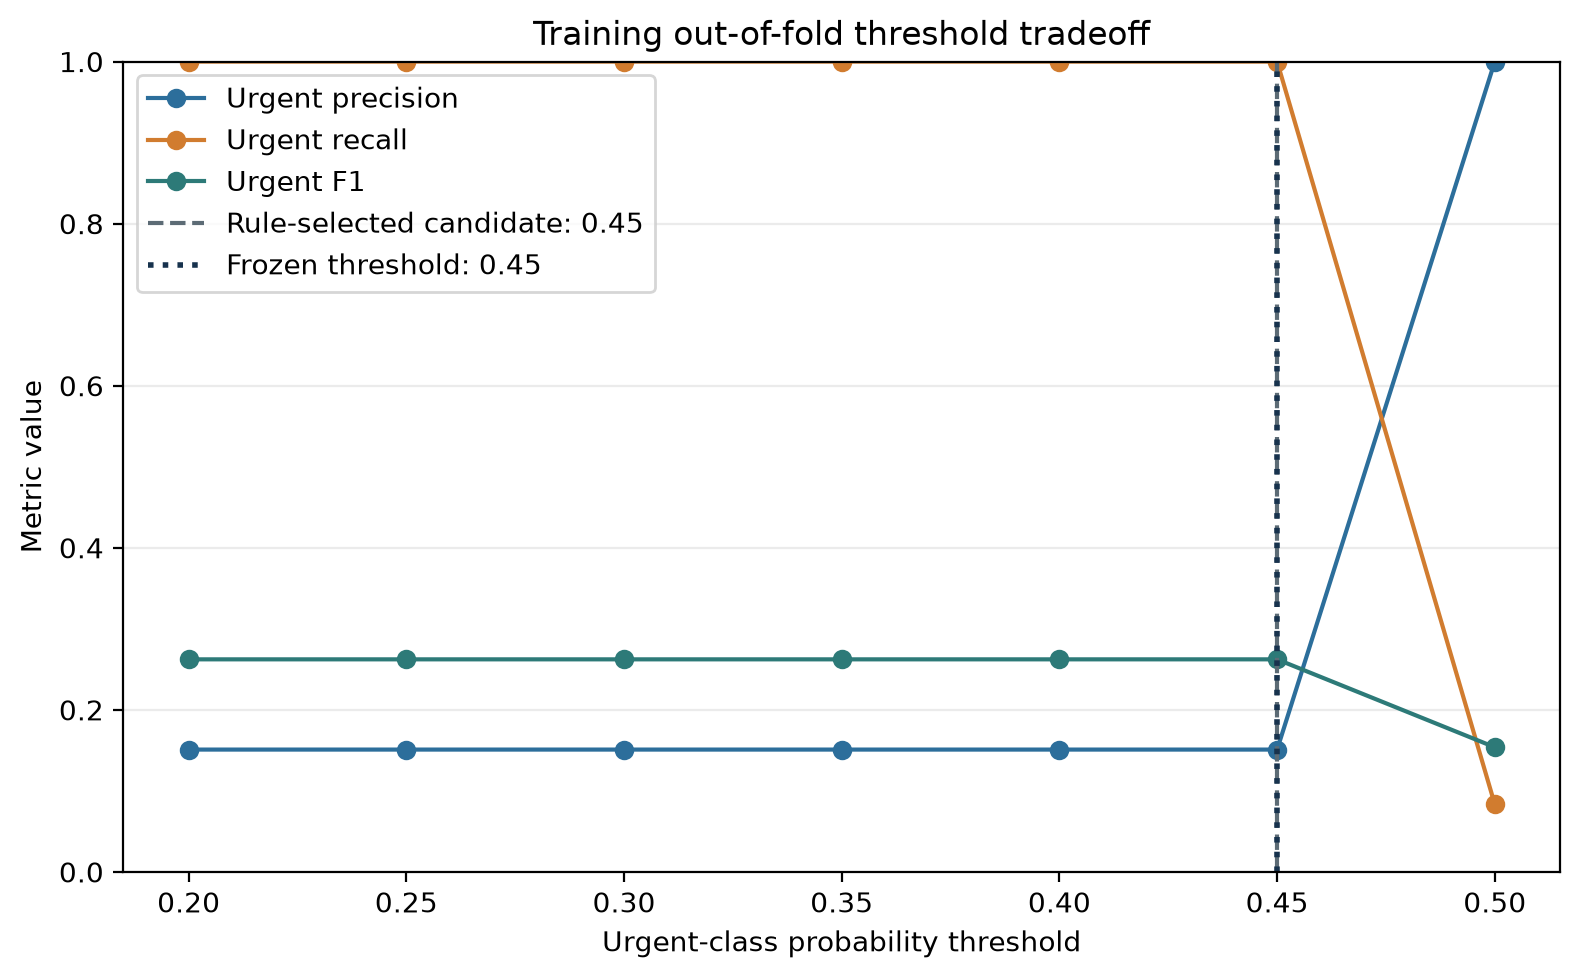 Training out-of-fold threshold tradeoff
1.0
0.8
0.6
0.4
0.2
0.0
Metric value
Urgent precision
Urgent recall
Urgent F1
Rule-selected candidate: 0.45
Frozen threshold: 0.45
0.20 0.25 0.30 0.35 0.40 0.45 0.50
Urgent-class probability threshold